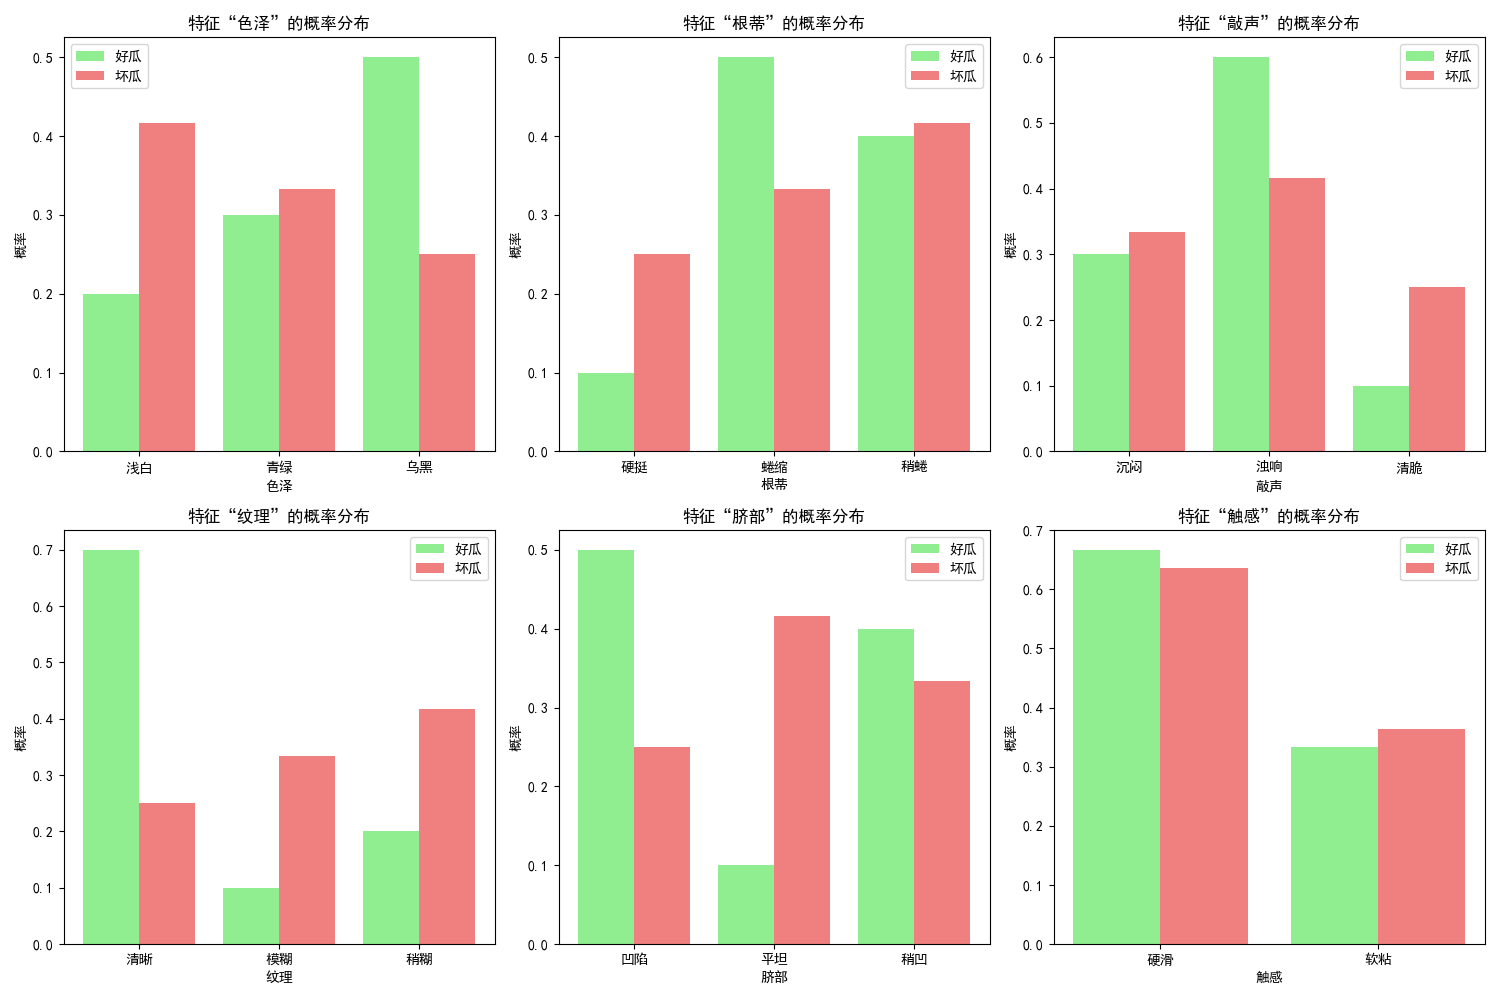 特征“色泽”的概率分布
好瓜
坏瓜
0.5
0.4
0.3
0.2
0.1
0.0
概率
浅白
青绿
乌黑
色泽
特征“根蒂”的概率分布
好瓜
坏瓜
0.5
0.4
0.3
0.2
0.1
0.0
概率
硬挺
蜷缩
稍蜷
根蒂
特征“敲声”的概率分布
好瓜
坏瓜
0.6
0.5
0.4
0.3
0.2
0.1
0.0
概率
沉闷
浊响
清脆
敲声
特征“纹理”的概率分布
好瓜
坏瓜
0.7
0.6
0.5
0.4
0.3
0.2
0.1
0.0
概率
清晰
模糊
稍糊
纹理
特征“脐部”的概率分布
好瓜
坏瓜
0.5
0.4
0.3
0.2
0.1
0.0
概率
凹陷
平坦
稍凹
脐部
特征“触感”的概率分布
好瓜
坏瓜
0.7
0.6
0.5
0.4
0.3
0.2
0.1
0.0
概率
硬滑
软粘
触感